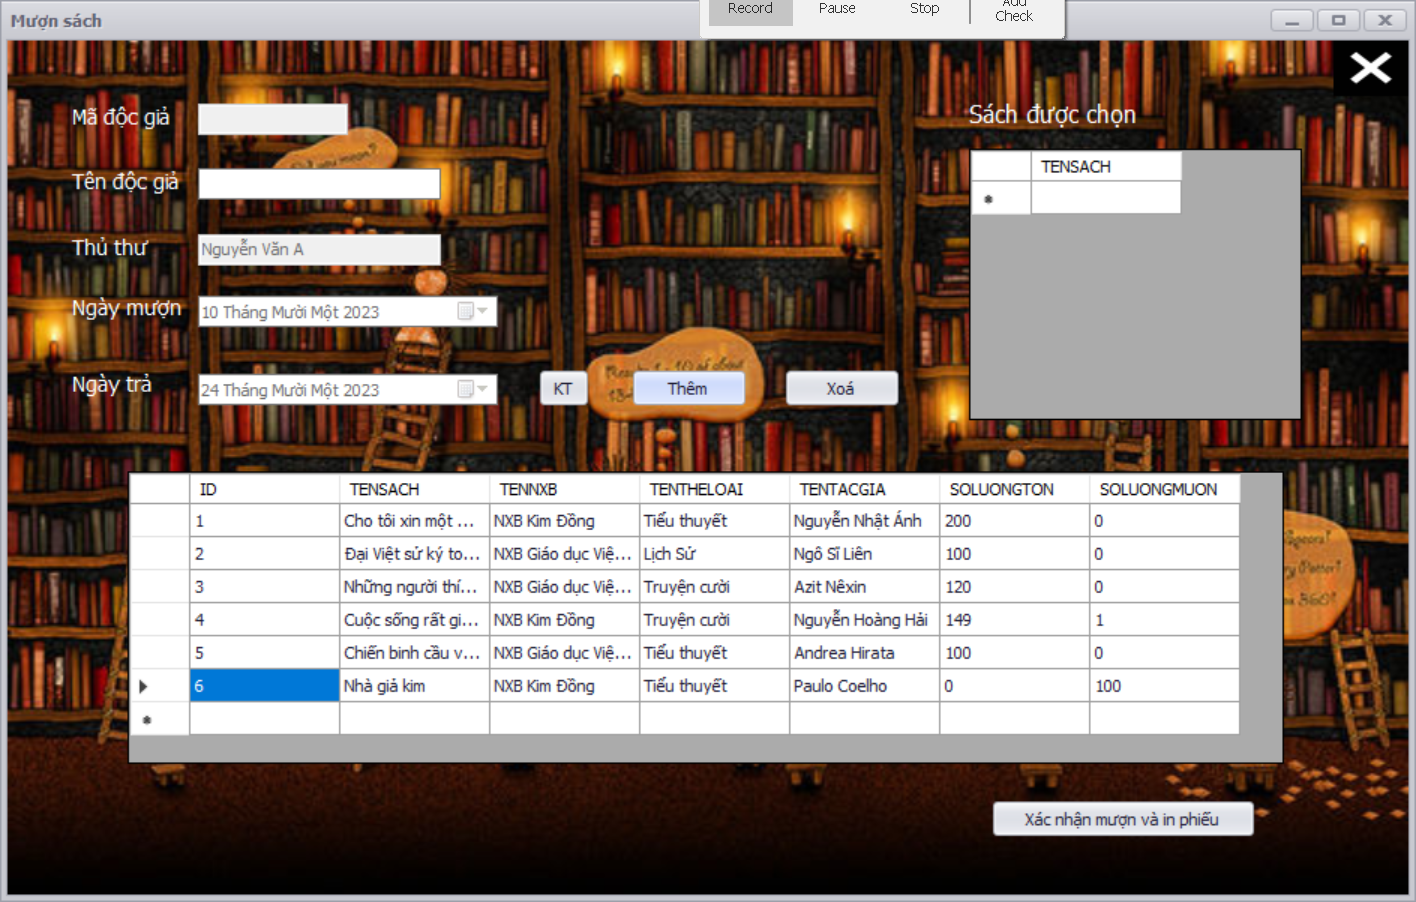 Mượn sách
Record Pause Stop Add Check
Mã độc giả
Tên độc giả
Thủ thư
Nguyễn Văn A
Ngày mượn
10 Tháng Mười Một 2023
Ngày trả
24 Tháng Mười Một 2023
KT Thêm Xoá
Sách được chọn
TENSACH
ID TENSACH TENNXB TENTHELOAI TENTACGIA SOLUONGTON SOLUONGMUON
1 Cho tôi xin một ... NXB Kim Đồng Tiểu thuyết Nguyễn Nhật Ánh 200 0
2 Đại Việt sử ký to... NXB Giáo dục Việ... Lịch Sử Ngô Sĩ Liên 100 0
3 Những người thí... NXB Giáo dục Việ... Truyện cười Azit Nêxin 120 0
4 Cuộc sống rất gi... NXB Kim Đồng Truyện cười Nguyễn Hoàng Hải 149 1
5 Chiến binh cầu v... NXB Giáo dục Việ... Tiểu thuyết Andrea Hirata 100 0
6 Nhà giả kim NXB Kim Đồng Tiểu thuyết Paulo Coelho 0 100
Xác nhận mượn và in phiếu